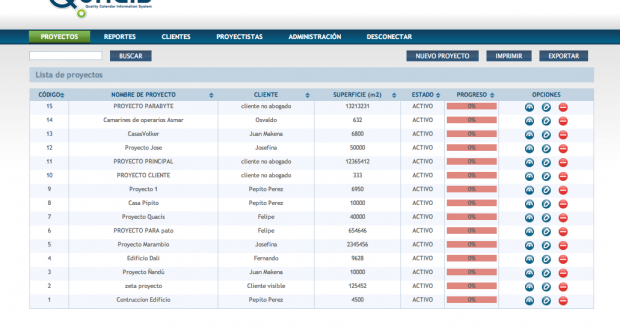 Quality Calendar Information System
PROYECTOS REPORTES CLIENTES PROYECTISTAS ADMINISTRACIÓN DESCONECTAR
BUSCAR NUEVO PROYECTO IMPRIMIR EXPORTAR
Lista de proyectos
CÓDIGO NOMBRE DE PROYECTO CLIENTE SUPERFICIE (m2) ESTADO PROGRESO OPCIONES
15 PROYECTO PARABYTE cliente no abogado 13213231 ACTIVO 0%
14 Camarines de operarios Asmar Osvaldo 632 ACTIVO 0%
13 CasasVolker Juan Makena 6800 ACTIVO 0%
12 Proyecto Jose Josefina 50000 ACTIVO 0%
11 PROYECTO PRINCIPAL cliente no abogado 12365412 ACTIVO 0%
10 PROYECTO CLIENTE cliente no abogado 333 ACTIVO 0%
9 Proyecto 1 Pepito Perez 6950 ACTIVO 0%
8 Casa Pipito Pepito Perez 10000 ACTIVO 0%
7 Proyecto Quacis Felipe 40000 ACTIVO 0%
6 PROYECTO PARA pato Felipe 654646 ACTIVO 0%
5 Proyecto Marambio Josefina 2345456 ACTIVO 0%
4 Edificio Dalí Fernando 9628 ACTIVO 0%
3 Proyecto Ñandú Juan Makena 10000 ACTIVO 0%
2 zeta proyecto Cliente visible 125452 ACTIVO 0%
1 Contruccion Edificio Pepito Perez 4500 ACTIVO 0%